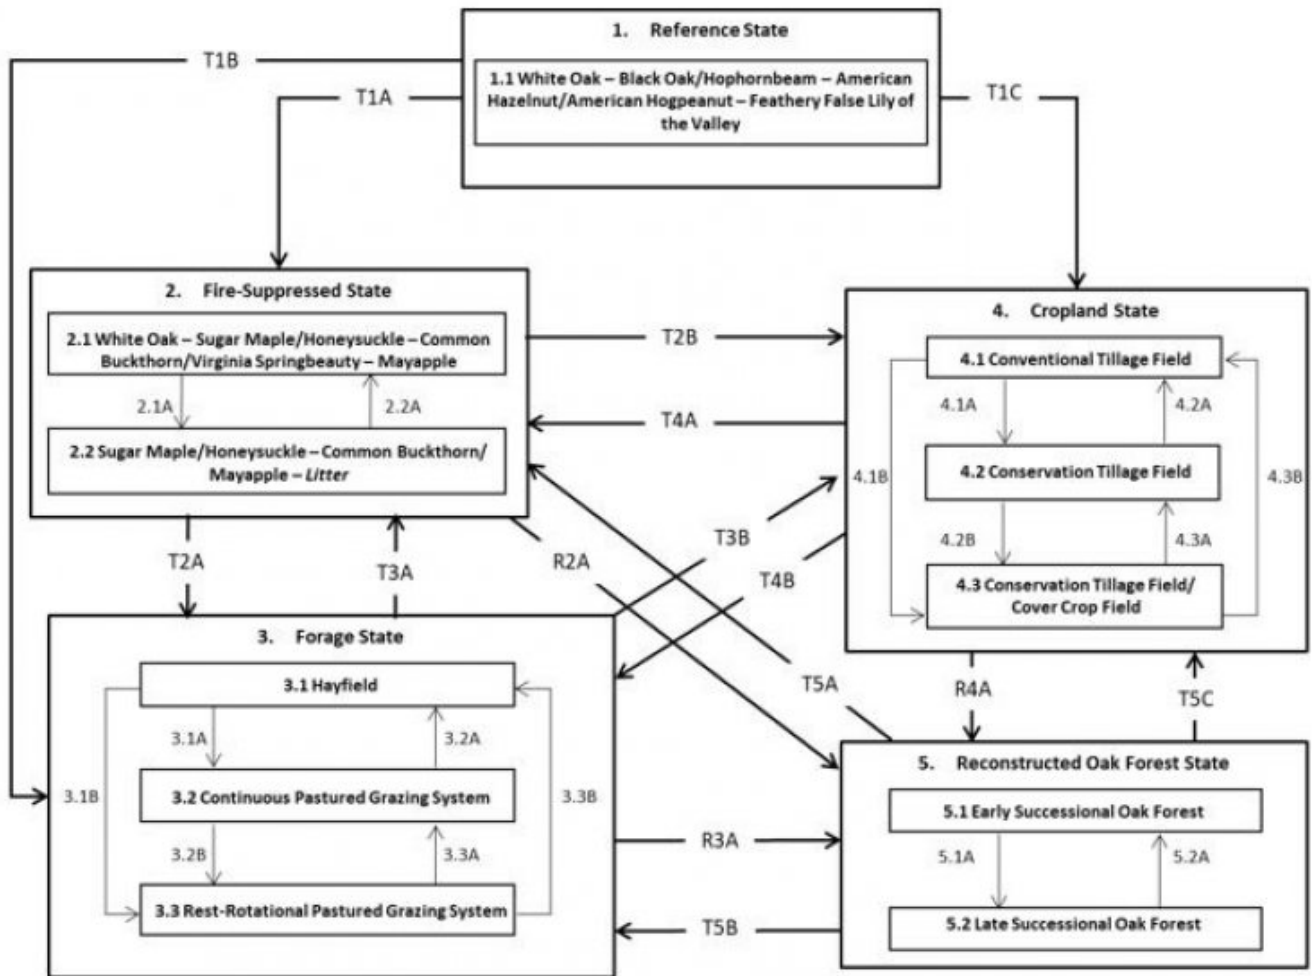 1. Reference State
T1B
1.1 White Oak – Black Oak/Hophornbeam – American
Hazelnut/American Hogpeanut – Feathery False Lily of
the Valley
T1A
T1C
2. Fire-Suppressed State
2.1 White Oak – Sugar Maple/Honeysuckle – Common
Buckthorn/Virginia Springbeauty – Mayapple
2.1A
2.2A
2.2 Sugar Maple/Honeysuckle – Common Buckthorn/
Mayapple – Litter
T2B
T4A
4. Cropland State
4.1 Conventional Tillage Field
4.1A
4.2A
4.2 Conservation Tillage Field
4.1B
4.3B
4.2B
4.3A
4.3 Conservation Tillage Field/
Cover Crop Field
T2A
T3A
R2A
T3B
T4B
T5A
R4A
T5C
3. Forage State
3.1 Hayfield
3.1A
3.2A
3.2 Continuous Pastured Grazing System
3.1B
3.3B
3.2B
3.3A
3.3 Rest-Rotational Pastured Grazing System
R3A
T5B
5. Reconstructed Oak Forest State
5.1 Early Successional Oak Forest
5.1A
5.2A
5.2 Late Successional Oak Forest